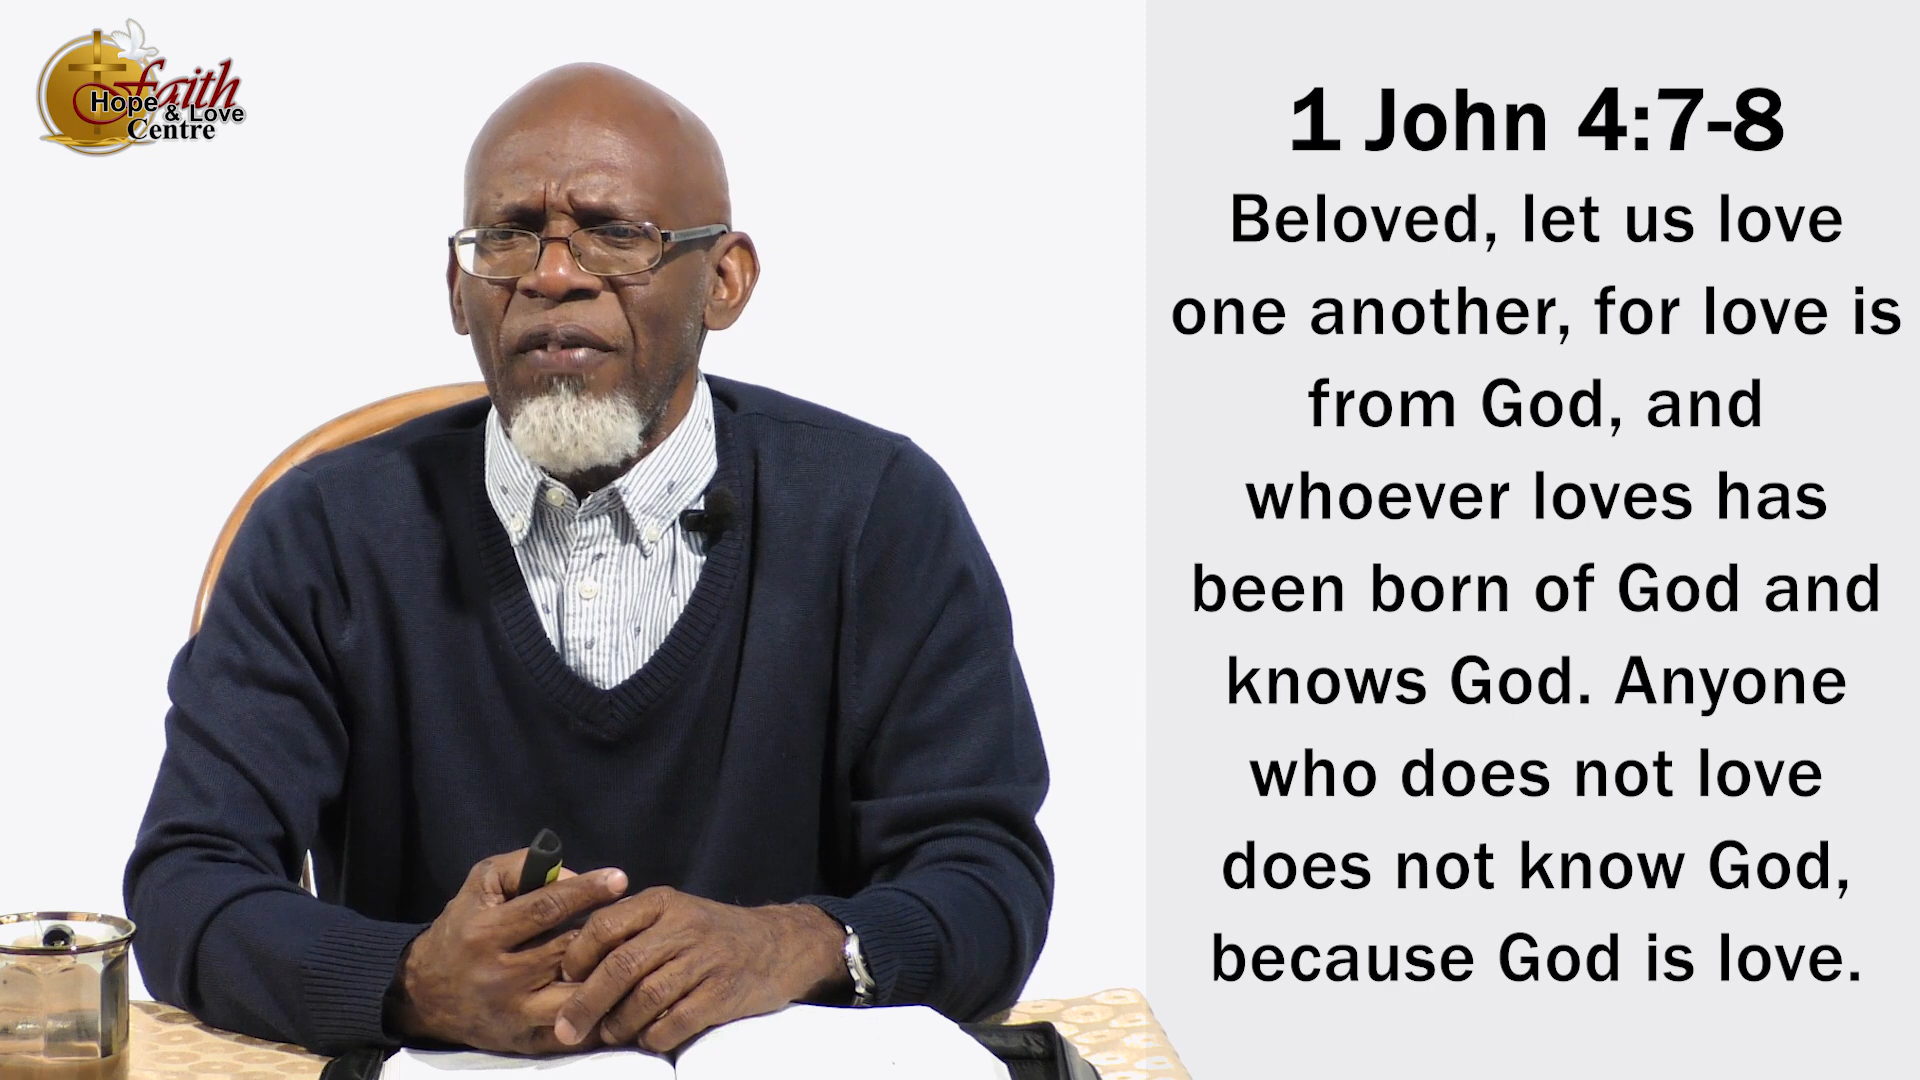 faith
Hope & Love
Centre
1 John 4:7-8
Beloved, let us love
one another, for love is
from God, and
whoever loves has
been born of God and
knows God. Anyone
who does not love
does not know God,
because God is love.